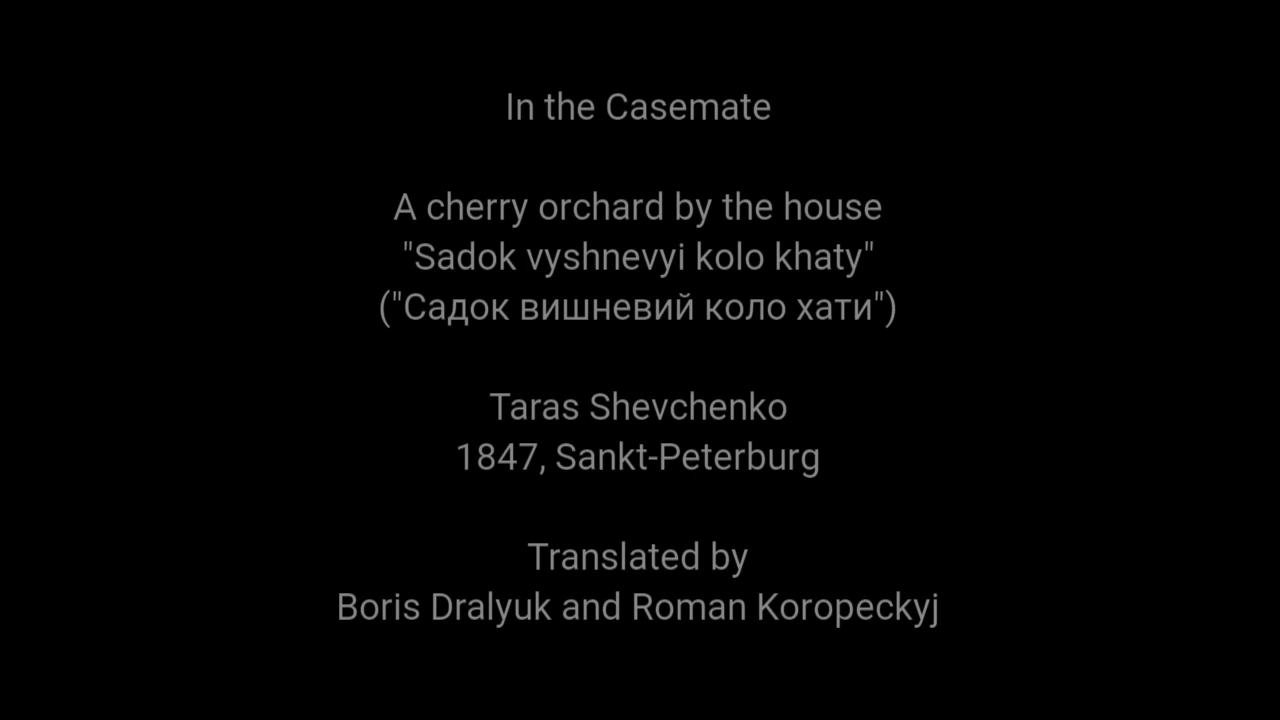 In the Casemate
A cherry orchard by the house
"Sadok vyshnevyi kolo khaty"
("Садок вишневий коло хати")
Taras Shevchenko
1847, Sankt-Peterburg
Translated by
Boris Dralyuk and Roman Koropeckyj